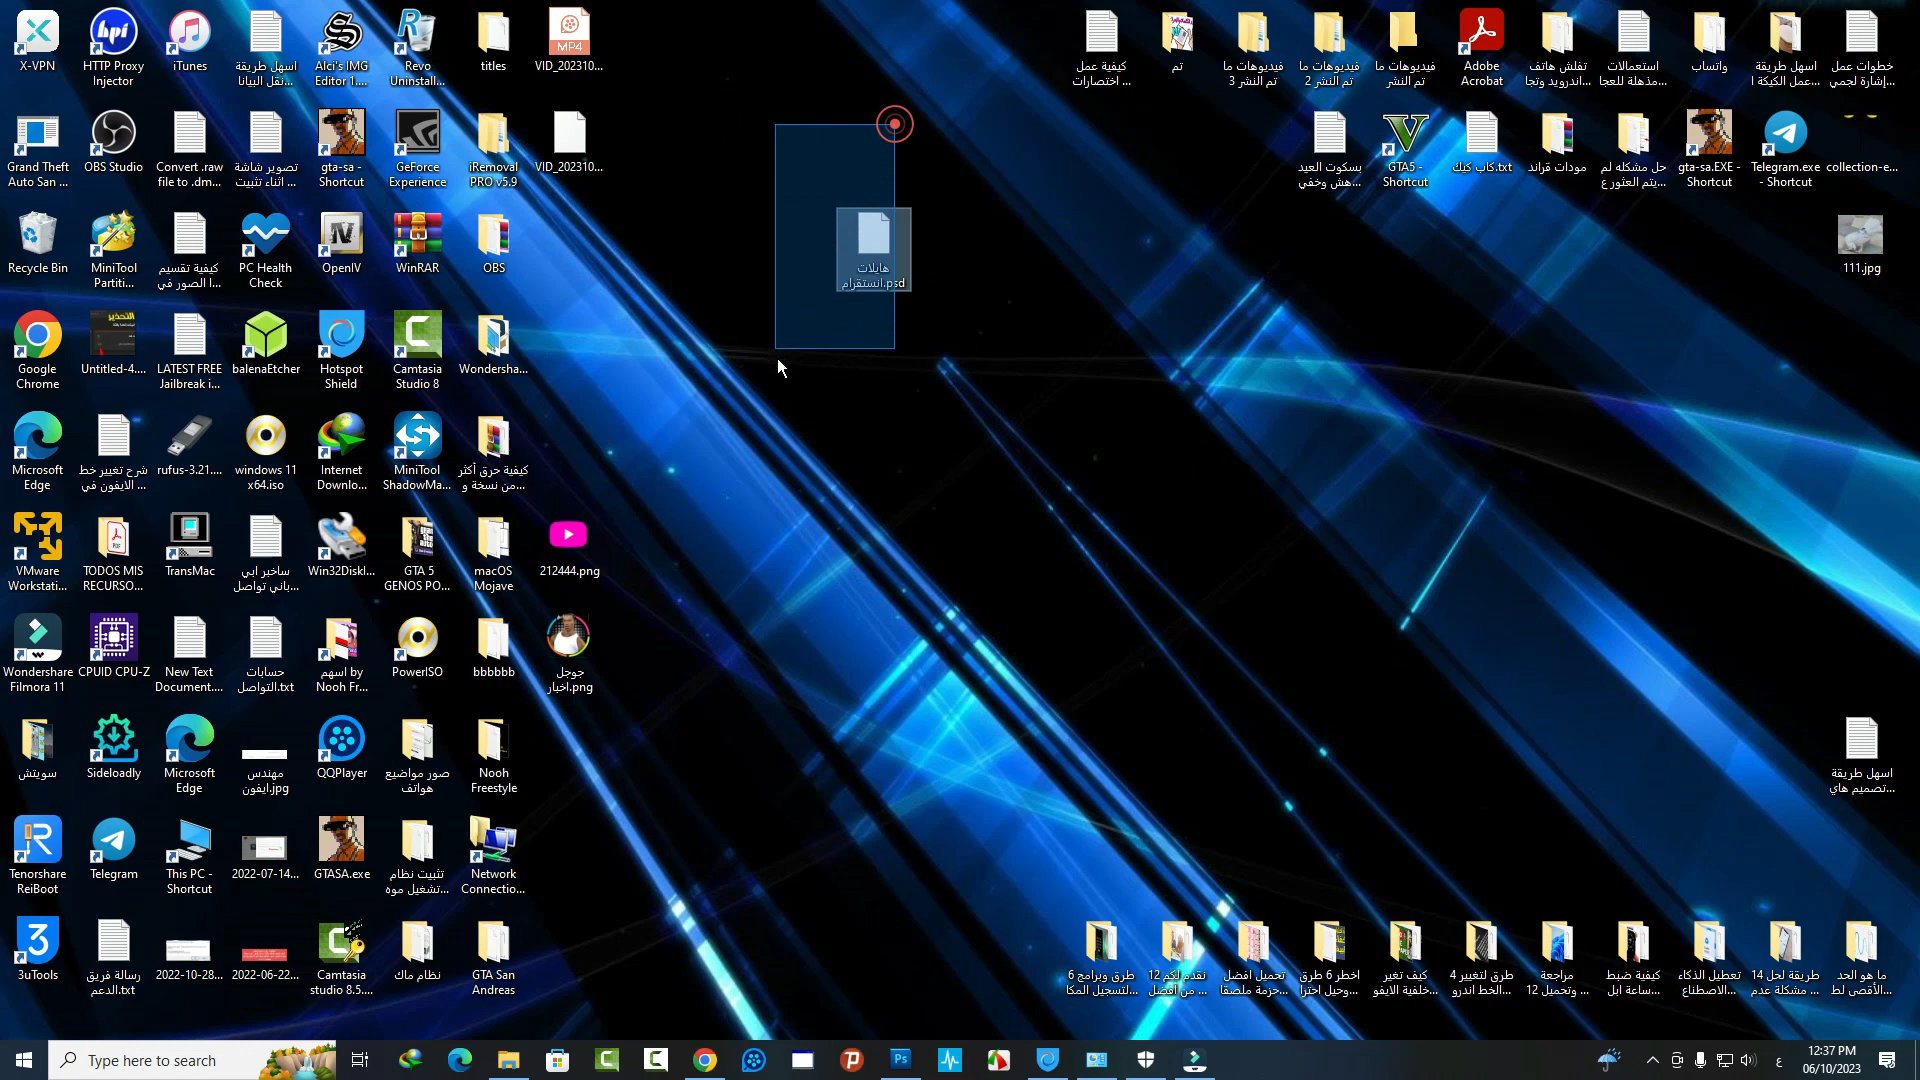 X-VPN
HTTP Proxy
Injector
iTunes
اسهل طريقة
نقل البيانا...
Alci's IMG
Editor 1....
Revo
Uninstall...
titles
VID_202310...
كيفية عمل
اختصارات ...
تم
فيديوهات ما
تم النشر 3
فيديوهات ما
تم النشر 2
فيديوهات ما
تم النشر
Adobe
Acrobat
تفلش هاتف
اندرويد وتجا...
استعمالات
مذهلة للعجا...
واتساب
اسهل طريقة
عمل الكيكة ا...
خطوات عمل
إشارة لجمي...
Grand Theft
Auto San ...
OBS Studio
Convert .raw
file to .dm...
تصوير شاشة
اثناء تثبيت ...
gta-sa -
Shortcut
GeForce
Experience
iRemoval
PRO v5.9
VID_202310...
بسكوت العيد
هش وخفي...
GTA5 -
Shortcut
كاب كيك.txt
مودات قراند
حل مشكله لم
يتم العثور ع...
gta-sa.EXE -
Shortcut
Telegram.exe
- Shortcut
collection-e...
Recycle Bin
MiniTool
Partiti...
كيفية تقسيم
الصور في ا...
PC Health
Check
OpenIV
WinRAR
OBS
هايلات
انستقرام.psd
111.jpg
Google
Chrome
Untitled-4....
LATEST FREE
Jailbreak i...
balenaEtcher
Hotspot
Shield
Camtasia
Studio 8
Wondersha...
Microsoft
Edge
شرح تغيير خط
الايفون في ...
rufus-3.21....
windows 11
x64.iso
Internet
Downlo...
MiniTool
ShadowMa...
كيفية حرق أكثر
من نسخة و...
VMware
Workstati...
TODOS MIS
RECURSO...
TransMac
ساخبر ابي
باني تواصل...
Win32DiskI...
GTA 5
GENOS PO...
macOS
Mojave
212444.png
Wondershare
Filmora 11
CPUID CPU-Z
New Text
Document....
حسابات
التواصل.txt
اسهم by
Nooh Fr...
PowerISO
bbbbbb
جوجل
اخبار.png
سويتش
Sideloadly
Microsoft
Edge
مهندس
ايفون.jpg
QQPlayer
صور مواضيع
هواتف
Nooh
Freestyle
اسهل طريقة
تصميم هاي...
Tenorshare
ReiBoot
Telegram
This PC -
Shortcut
2022-07-14...
GTASA.exe
تثبيت نظام
تشغيل موه...
Network
Connectio...
3uTools
رسالة فريق
الدعم.txt
2022-10-28...
2022-06-22...
Camtasia
studio 8.5....
نظام ماك
GTA San
Andreas
6 طرق وبرامج
لتسجيل المكا...
نقدم لكم 12
من أفضل ...
تحميل افضل
حزمة ملصقا...
اخطر 6 طرق
وحيل اخترا...
كيف تغير
خلفية الايفو...
4 طرق لتغيير
الخط اندرو...
مراجعة
وتحميل 12 ...
كيفية ضبط
ساعة ابل...
تعطيل الذكاء
الاصطناع...
14 طريقة لحل
مشكلة عدم ...
ما هو الحد
الأقصى لط...
Type here to search
ع
12:37 PM
06/10/2023